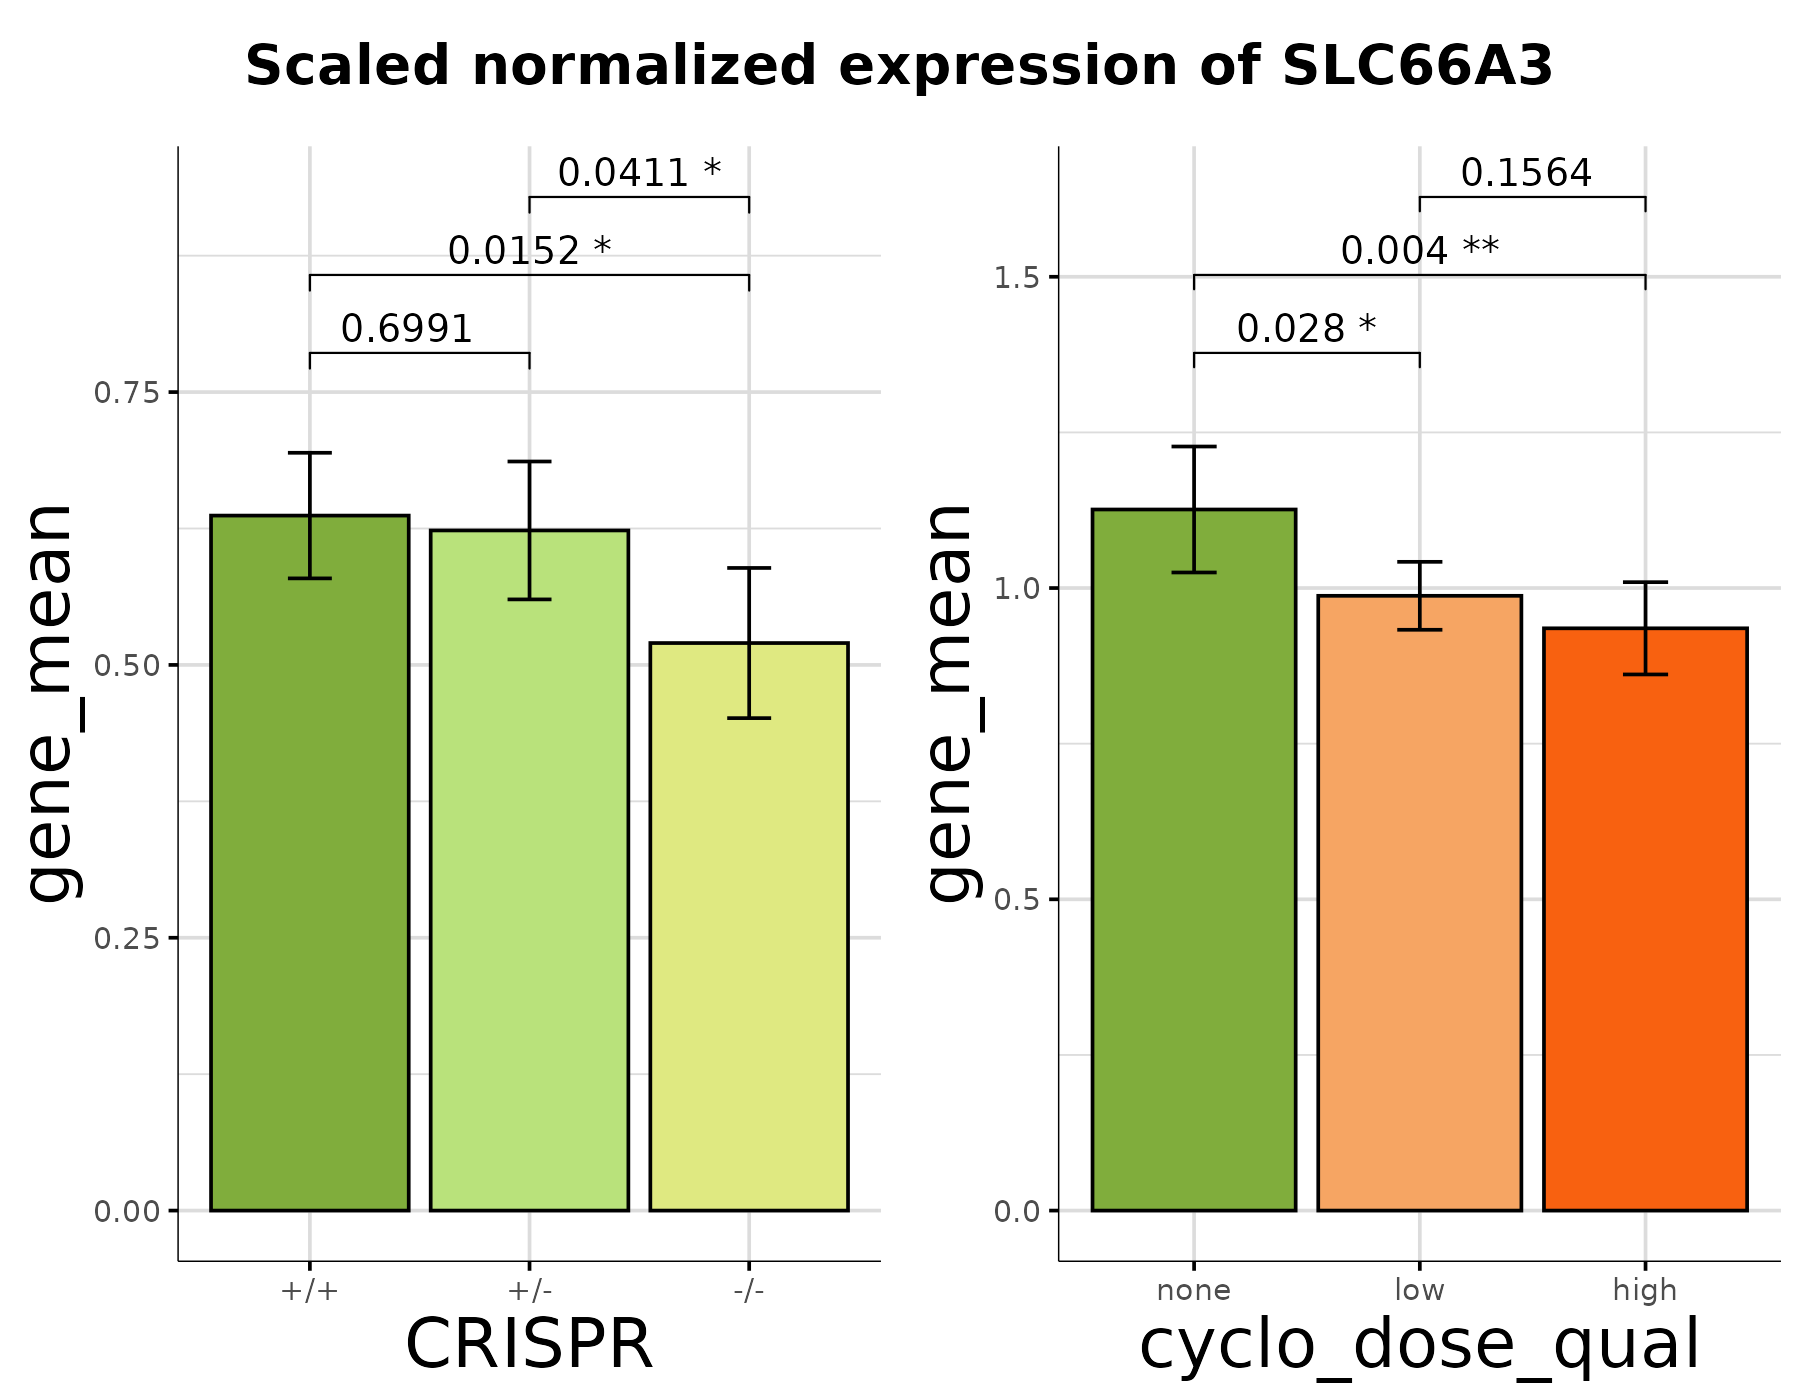 Scaled normalized expression of SLC66A3
gene_mean
0.75
0.50
0.25
0.00
0.0411 *
0.0152 *
0.6991
+/+
+/-
-/-
CRISPR
gene_mean
1.5
1.0
0.5
0.0
0.1564
0.004 **
0.028 *
none
low
high
cyclo_dose_qual